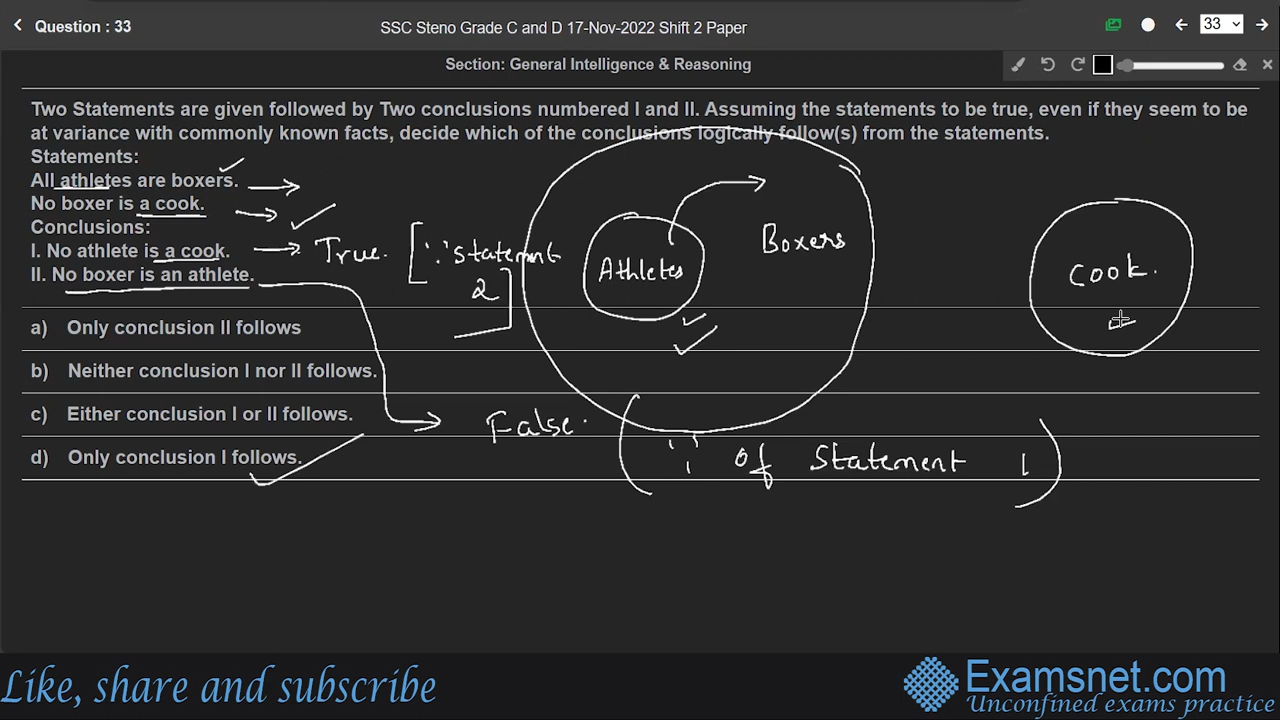 Question : 33
SSC Steno Grade C and D 17-Nov-2022 Shift 2 Paper
33
Section: General Intelligence & Reasoning
Two Statements are given followed by Two conclusions numbered I and II. Assuming the statements to be true, even if they seem to be
at variance with commonly known facts, decide which of the conclusions logically follow(s) from the statements.
Statements:
All athletes are boxers.
No boxer is a cook.
Conclusions:
I. No athlete is a cook.
II. No boxer is an athlete.
True. [∵ statement
2]
Athletes
Boxers
Cook.
a) Only conclusion II follows
b) Neither conclusion I nor II follows.
c) Either conclusion I or II follows.
d) Only conclusion I follows.
False. (∵ of Statement 1)
Like, share and subscribe
Examsnet.com
Unconfined exams practice